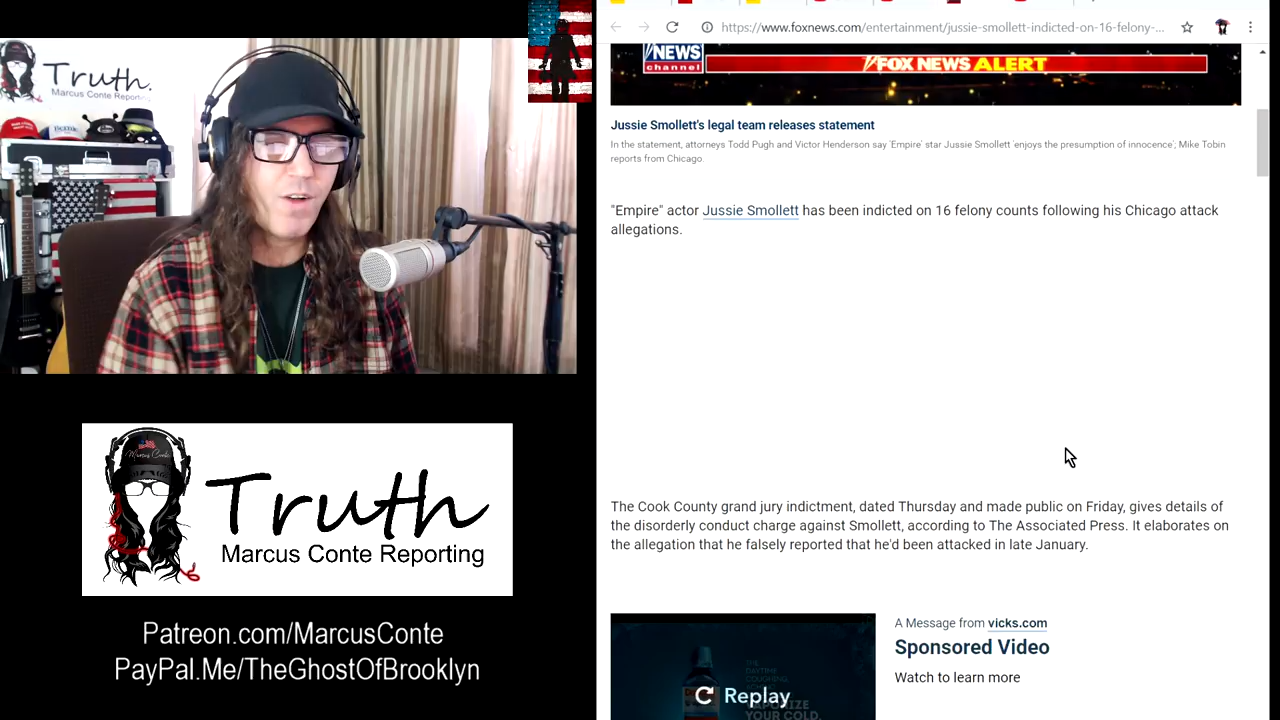 Truth.
Marcus Conte Reporting
https://www.foxnews.com/entertainment/jussie-smollett-indicted-on-16-felony-...
NEWS
channel
FOX NEWS ALERT
Jussie Smollett's legal team releases statement
In the statement, attorneys Todd Pugh and Victor Henderson say 'Empire' star Jussie Smollett 'enjoys the presumption of innocence'; Mike Tobin
reports from Chicago.
"Empire" actor Jussie Smollett has been indicted on 16 felony counts following his Chicago attack
allegations.
The Cook County grand jury indictment, dated Thursday and made public on Friday, gives details of
the disorderly conduct charge against Smollett, according to The Associated Press. It elaborates on
the allegation that he falsely reported that he'd been attacked in late January.
A Message from vicks.com
Sponsored Video
Watch to learn more
Replay
YOUR COLD.
Marcus Conte
Truth
Marcus Conte Reporting
Patreon.com/MarcusConte
PayPal.Me/TheGhostOfBrooklyn